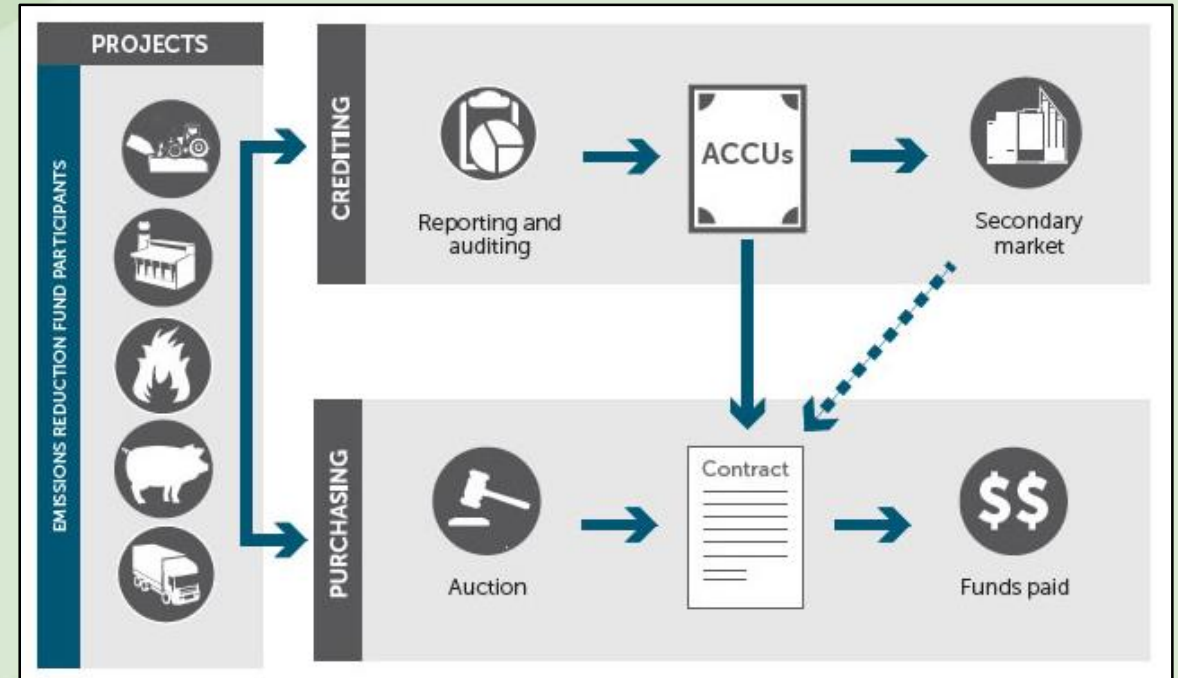 PROJECTS
EMISSIONS REDUCTION FUND PARTICIPANTS
CREDITING
Reporting and
auditing
ACCUs
Secondary
market
PURCHASING
Auction
Contract
$$
Funds paid